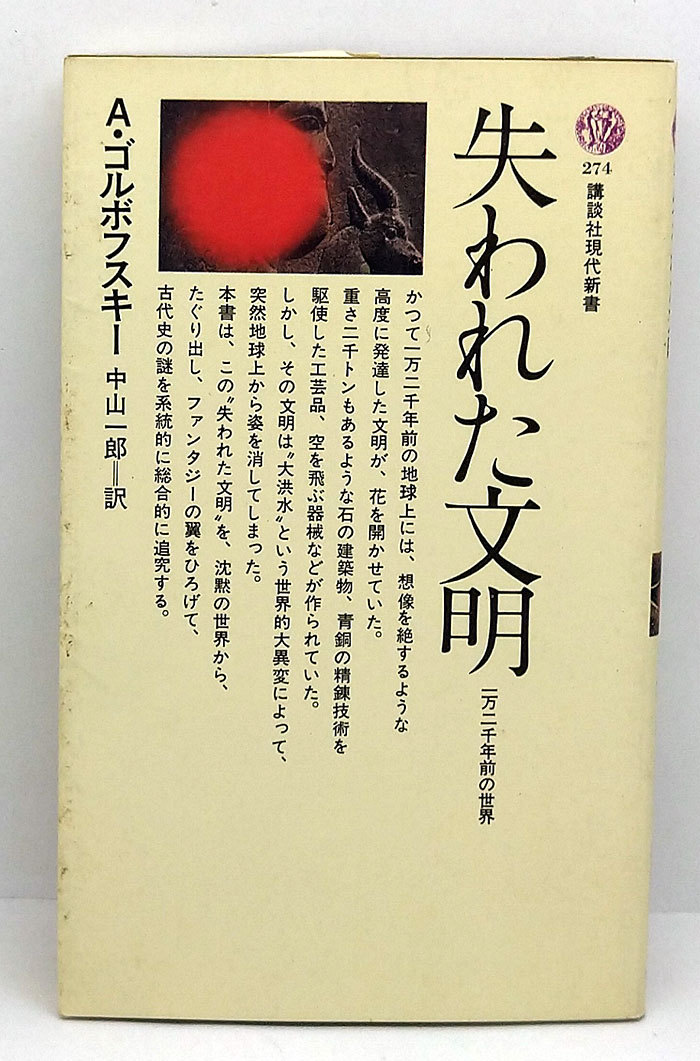 274
講談社現代新書
失われた文明
一万二千年前の世界
かつて一万二千年前の地球上には、想像を絶するような
高度に発達した文明が、花を開かせていた。
重さ二千トンもあるような石の建築物、青銅の精錬技術を
駆使した工芸品、空を飛ぶ器械などが作られていた。
しかし、その文明は〝大洪水〟という世界的大異変によって、
突然地球上から姿を消してしまった。
本書は、この〝失われた文明〟を、沈黙の世界から、
たぐり出し、ファンタジーの翼をひろげて、
古代史の謎を系統的に総合的に追究する。
A・ゴルボフスキー
中山一郎＝訳